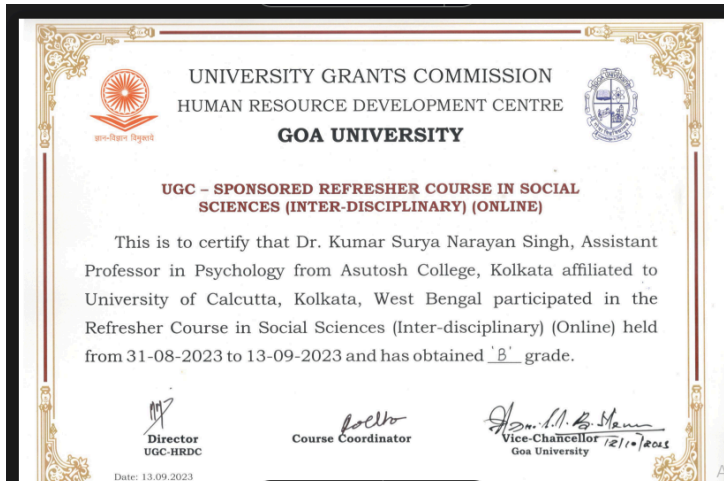 UNIVERSITY GRANTS COMMISSION
HUMAN RESOURCE DEVELOPMENT CENTRE
GOA UNIVERSITY
ज्ञान-विज्ञान विमुक्तये
UGC – SPONSORED REFRESHER COURSE IN SOCIAL
SCIENCES (INTER-DISCIPLINARY) (ONLINE)
This is to certify that Dr. Kumar Surya Narayan Singh, Assistant
Professor in Psychology from Asutosh College, Kolkata affiliated to
University of Calcutta, Kolkata, West Bengal participated in the
Refresher Course in Social Sciences (Inter-disciplinary) (Online) held
from 31-08-2023 to 13-09-2023 and has obtained 'B' grade.
Director
UGC-HRDC
Course Coordinator
Vice-Chancellor
Goa University
Date: 13.09.2023